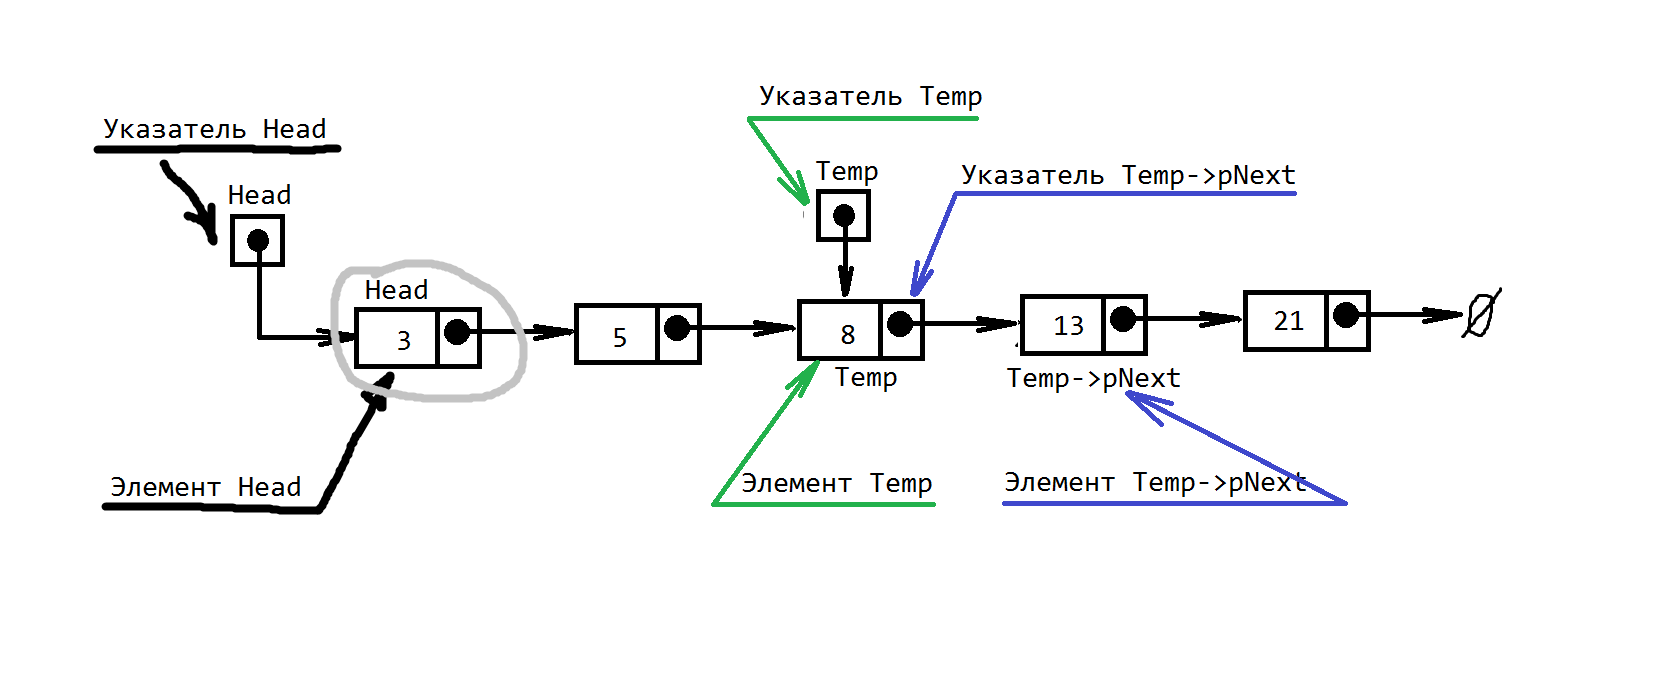 Указатель Temp
Указатель Head
Temp
Указатель Temp->pNext
Head
Head
3
5
8
13
21
Ø
Temp
Temp->pNext
Элемент Head
Элемент Temp
Элемент Temp->pNext